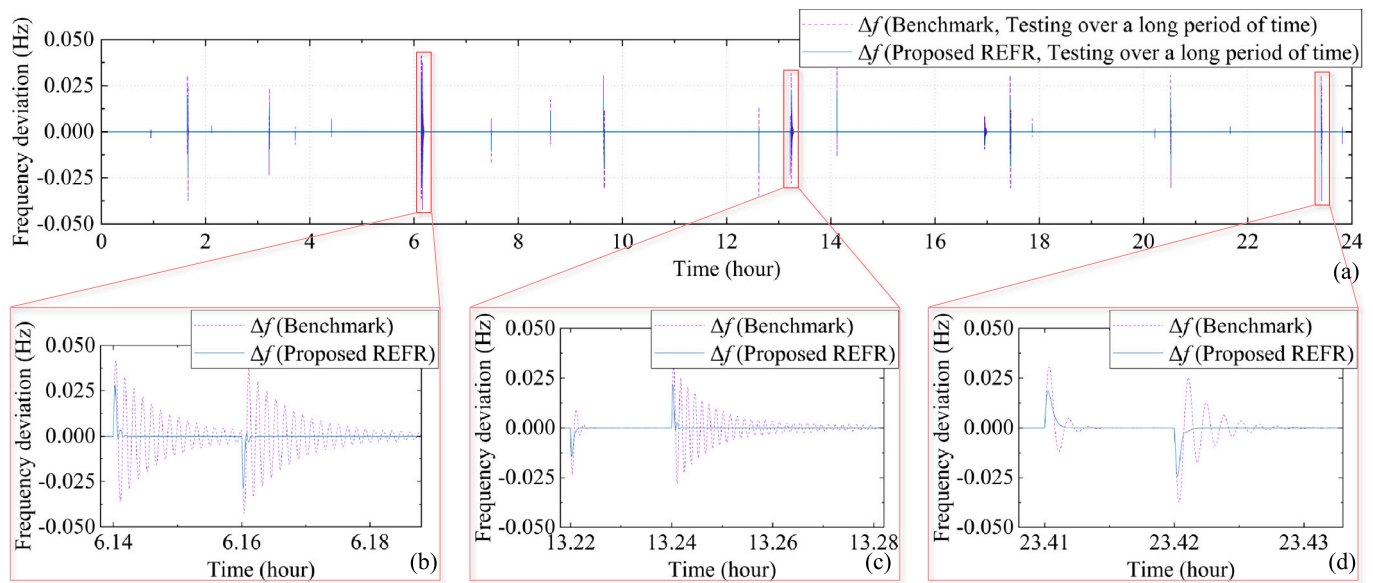 Δf (Benchmark, Testing over a long period of time)
Δf (Proposed REFR, Testing over a long period of time)
Frequency deviation (Hz)
0.050
0.025
0.000
-0.025
-0.050
0 2 4 6 8 10 12 14 16 18 20 22 24
Time (hour)
(a)
Δf (Benchmark)
Δf (Proposed REFR)
Frequency deviation (Hz)
0.050
0.025
0.000
-0.025
-0.050
6.14 6.16 6.18
Time (hour)
(b)
Δf (Benchmark)
Δf (Proposed REFR)
Frequency deviation (Hz)
0.050
0.025
0.000
-0.025
-0.050
13.22 13.24 13.26 13.28
Time (hour)
(c)
Δf (Benchmark)
Δf (Proposed REFR)
Frequency deviation (Hz)
0.050
0.025
0.000
-0.025
-0.050
23.41 23.42 23.43
Time (hour)
(d)